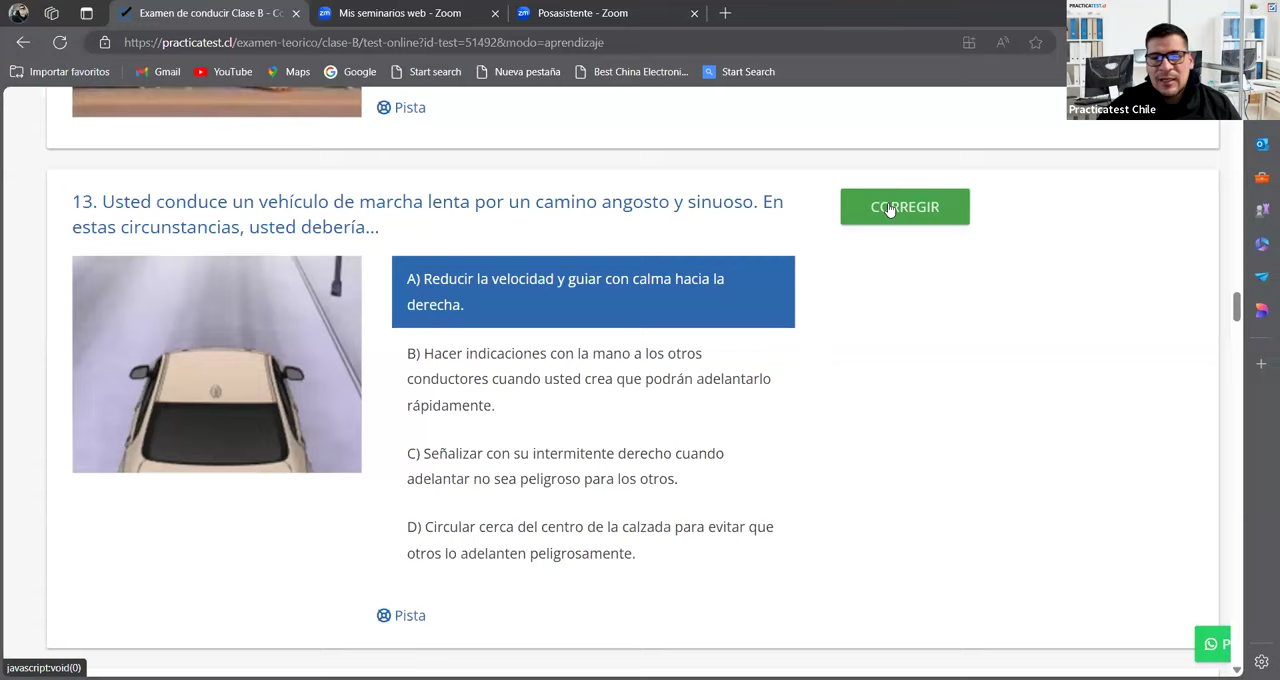 Examen de conducir Clase B - Co
Mis seminarios web - Zoom
Posasistente - Zoom
https://practicatest.cl/examen-teorico/clase-B/test-online?id-test=51492&modo=aprendizaje
Importar favoritos
Gmail
YouTube
Maps
Google
Start search
Nueva pestaña
Best China Electroni...
Start Search
PRACTICATEST.cl
Practicatest Chile
Pista
13. Usted conduce un vehículo de marcha lenta por un camino angosto y sinuoso. En
estas circunstancias, usted debería...
CORREGIR
A) Reducir la velocidad y guiar con calma hacia la
derecha.
B) Hacer indicaciones con la mano a los otros
conductores cuando usted crea que podrán adelantarlo
rápidamente.
C) Señalizar con su intermitente derecho cuando
adelantar no sea peligroso para los otros.
D) Circular cerca del centro de la calzada para evitar que
otros lo adelanten peligrosamente.
Pista
P
javascript:void(0)